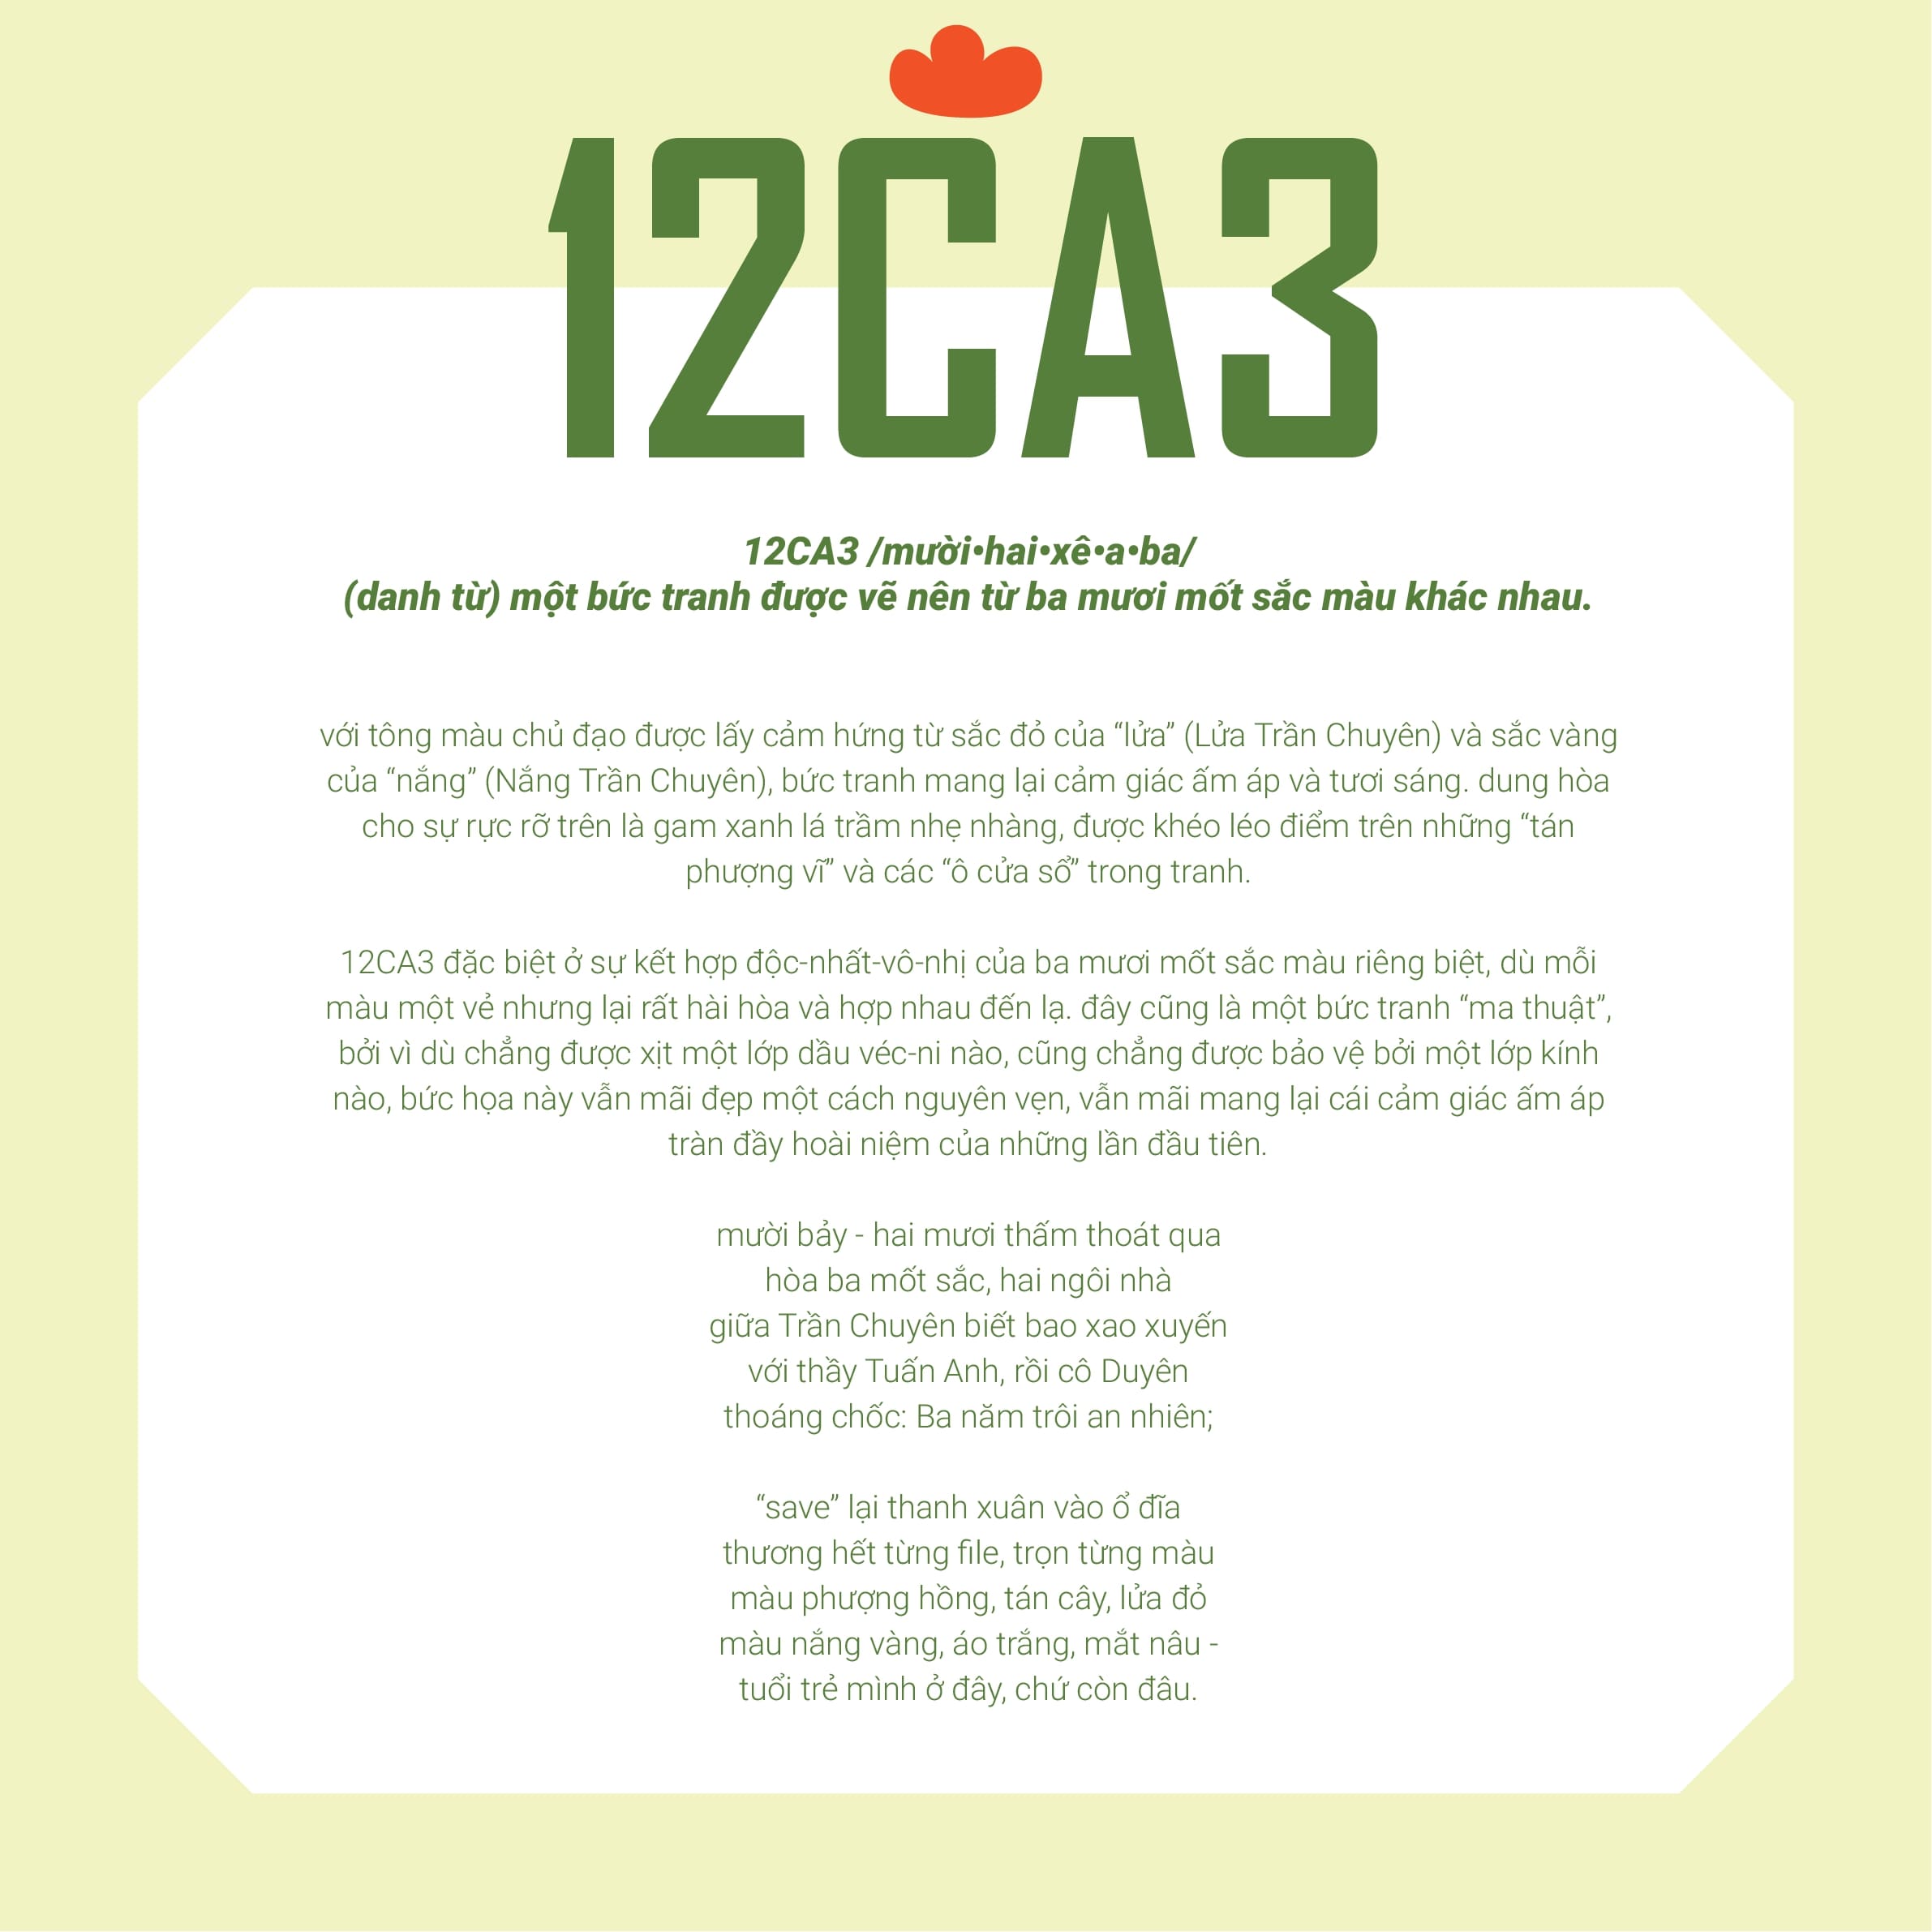 12CA3
12CA3 /mười•hai•xê•a•ba/
(danh từ) một bức tranh được vẽ nên từ ba mươi mốt sắc màu khác nhau.
với tông màu chủ đạo được lấy cảm hứng từ sắc đỏ của “lửa” (Lửa Trần Chuyên) và sắc vàng
của “nắng” (Nắng Trần Chuyên), bức tranh mang lại cảm giác ấm áp và tươi sáng. dung hòa
cho sự rực rỡ trên là gam xanh lá trầm nhẹ nhàng, được khéo léo điểm trên những “tán
phượng vĩ” và các “ô cửa sổ” trong tranh.
12CA3 đặc biệt ở sự kết hợp độc-nhất-vô-nhị của ba mươi mốt sắc màu riêng biệt, dù mỗi
màu một vẻ nhưng lại rất hài hòa và hợp nhau đến lạ. đây cũng là một bức tranh “ma thuật”,
bởi vì dù chẳng được xịt một lớp dầu véc-ni nào, cũng chẳng được bảo vệ bởi một lớp kính
nào, bức họa này vẫn mãi đẹp một cách nguyên vẹn, vẫn mãi mang lại cái cảm giác ấm áp
tràn đầy hoài niệm của những lần đầu tiên.
mười bảy - hai mươi thấm thoát qua
hòa ba mốt sắc, hai ngôi nhà
giữa Trần Chuyên biết bao xao xuyến
với thầy Tuấn Anh, rồi cô Duyên
thoáng chốc: Ba năm trôi an nhiên;
“save” lại thanh xuân vào ổ đĩa
thương hết từng file, trọn từng màu
màu phượng hồng, tán cây, lửa đỏ
màu nắng vàng, áo trắng, mắt nâu -
tuổi trẻ mình ở đây, chứ còn đâu.